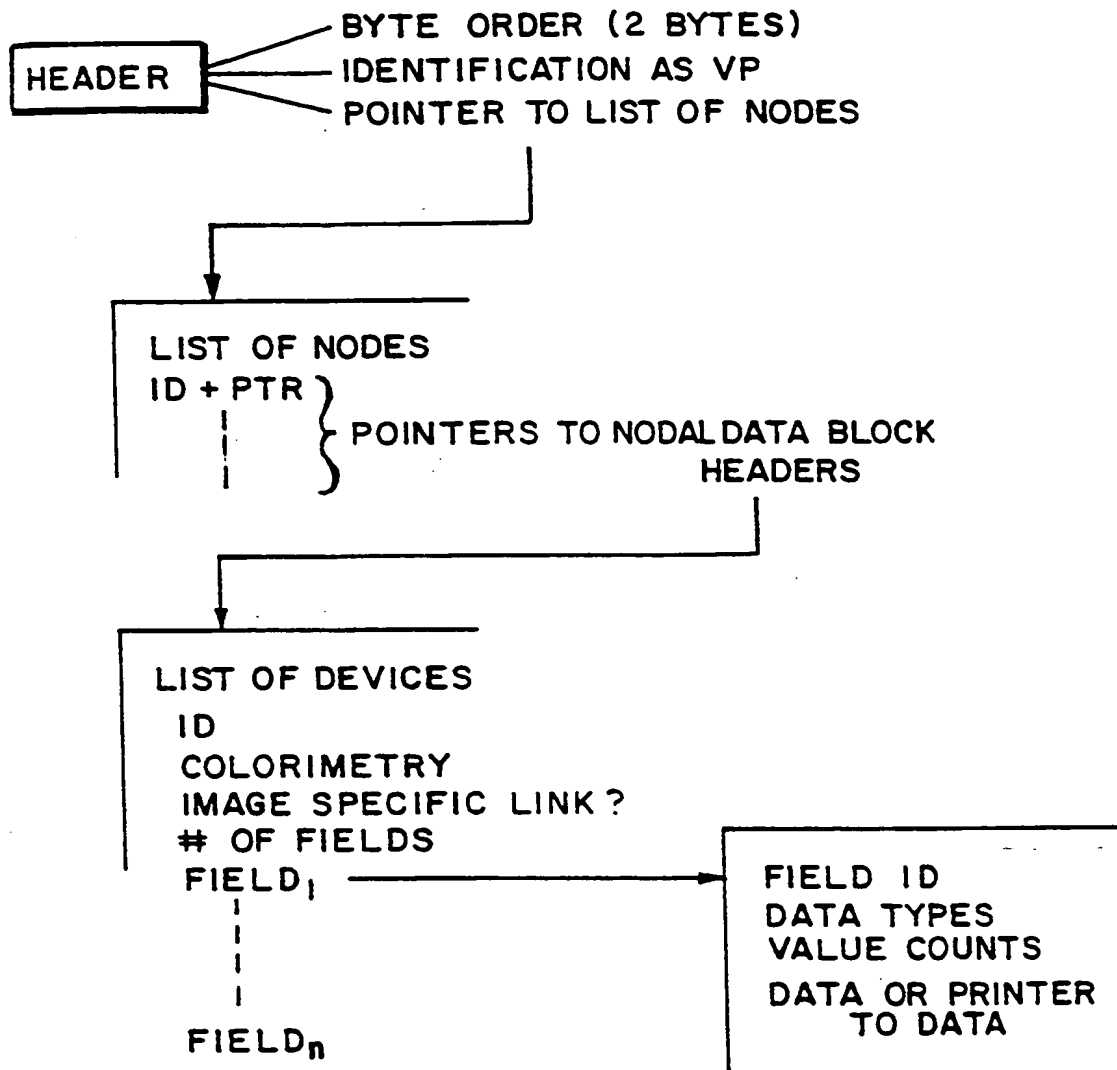 HEADER
BYTE ORDER (2 BYTES)
IDENTIFICATION AS VP
POINTER TO LIST OF NODES
LIST OF NODES
ID + PTR
POINTERS TO NODAL DATA BLOCK
HEADERS
LIST OF DEVICES
ID
COLORIMETRY
IMAGE SPECIFIC LINK?
# OF FIELDS
FIELD₁
FIELDₙ
FIELD ID
DATA TYPES
VALUE COUNTS
DATA OR PRINTER
TO DATA